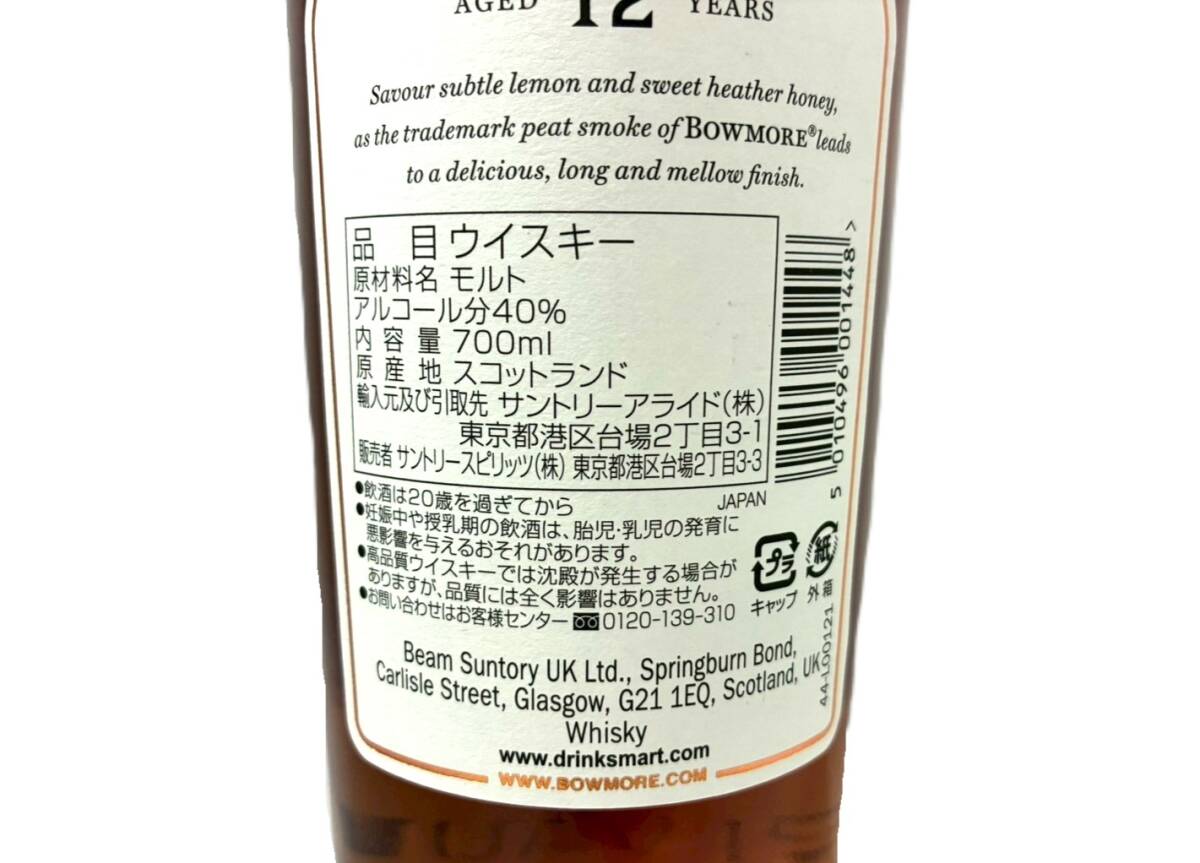 AGED 12 YEARS
Savour subtle lemon and sweet heather honey,
as the trademark peat smoke of BOWMORE® leads
to a delicious, long and mellow finish.
品 目 ウイスキー
原材料名 モルト
アルコール分40%
内容量 700ml
原産地 スコットランド
輸入元及び引取先 サントリーアライド(株)
東京都港区台場2丁目3-1
販売者 サントリースピリッツ(株) 東京都港区台場2丁目3-3
JAPAN
●飲酒は20歳を過ぎてから
●妊娠中や授乳期の飲酒は、胎児・乳児の発育に
悪影響を与えるおそれがあります。
●高品質ウイスキーでは沈殿が発生する場合が
ありますが、品質には全く影響はありません。
●お問い合わせはお客様センター 0120-139-310
プラ
キャップ
紙
外箱
5 010496 001448 >
44-L00121
Beam Suntory UK Ltd., Springburn Bond,
Carlisle Street, Glasgow, G21 1EQ, Scotland, UK
Whisky
www.drinksmart.com
WWW.BOWMORE.COM